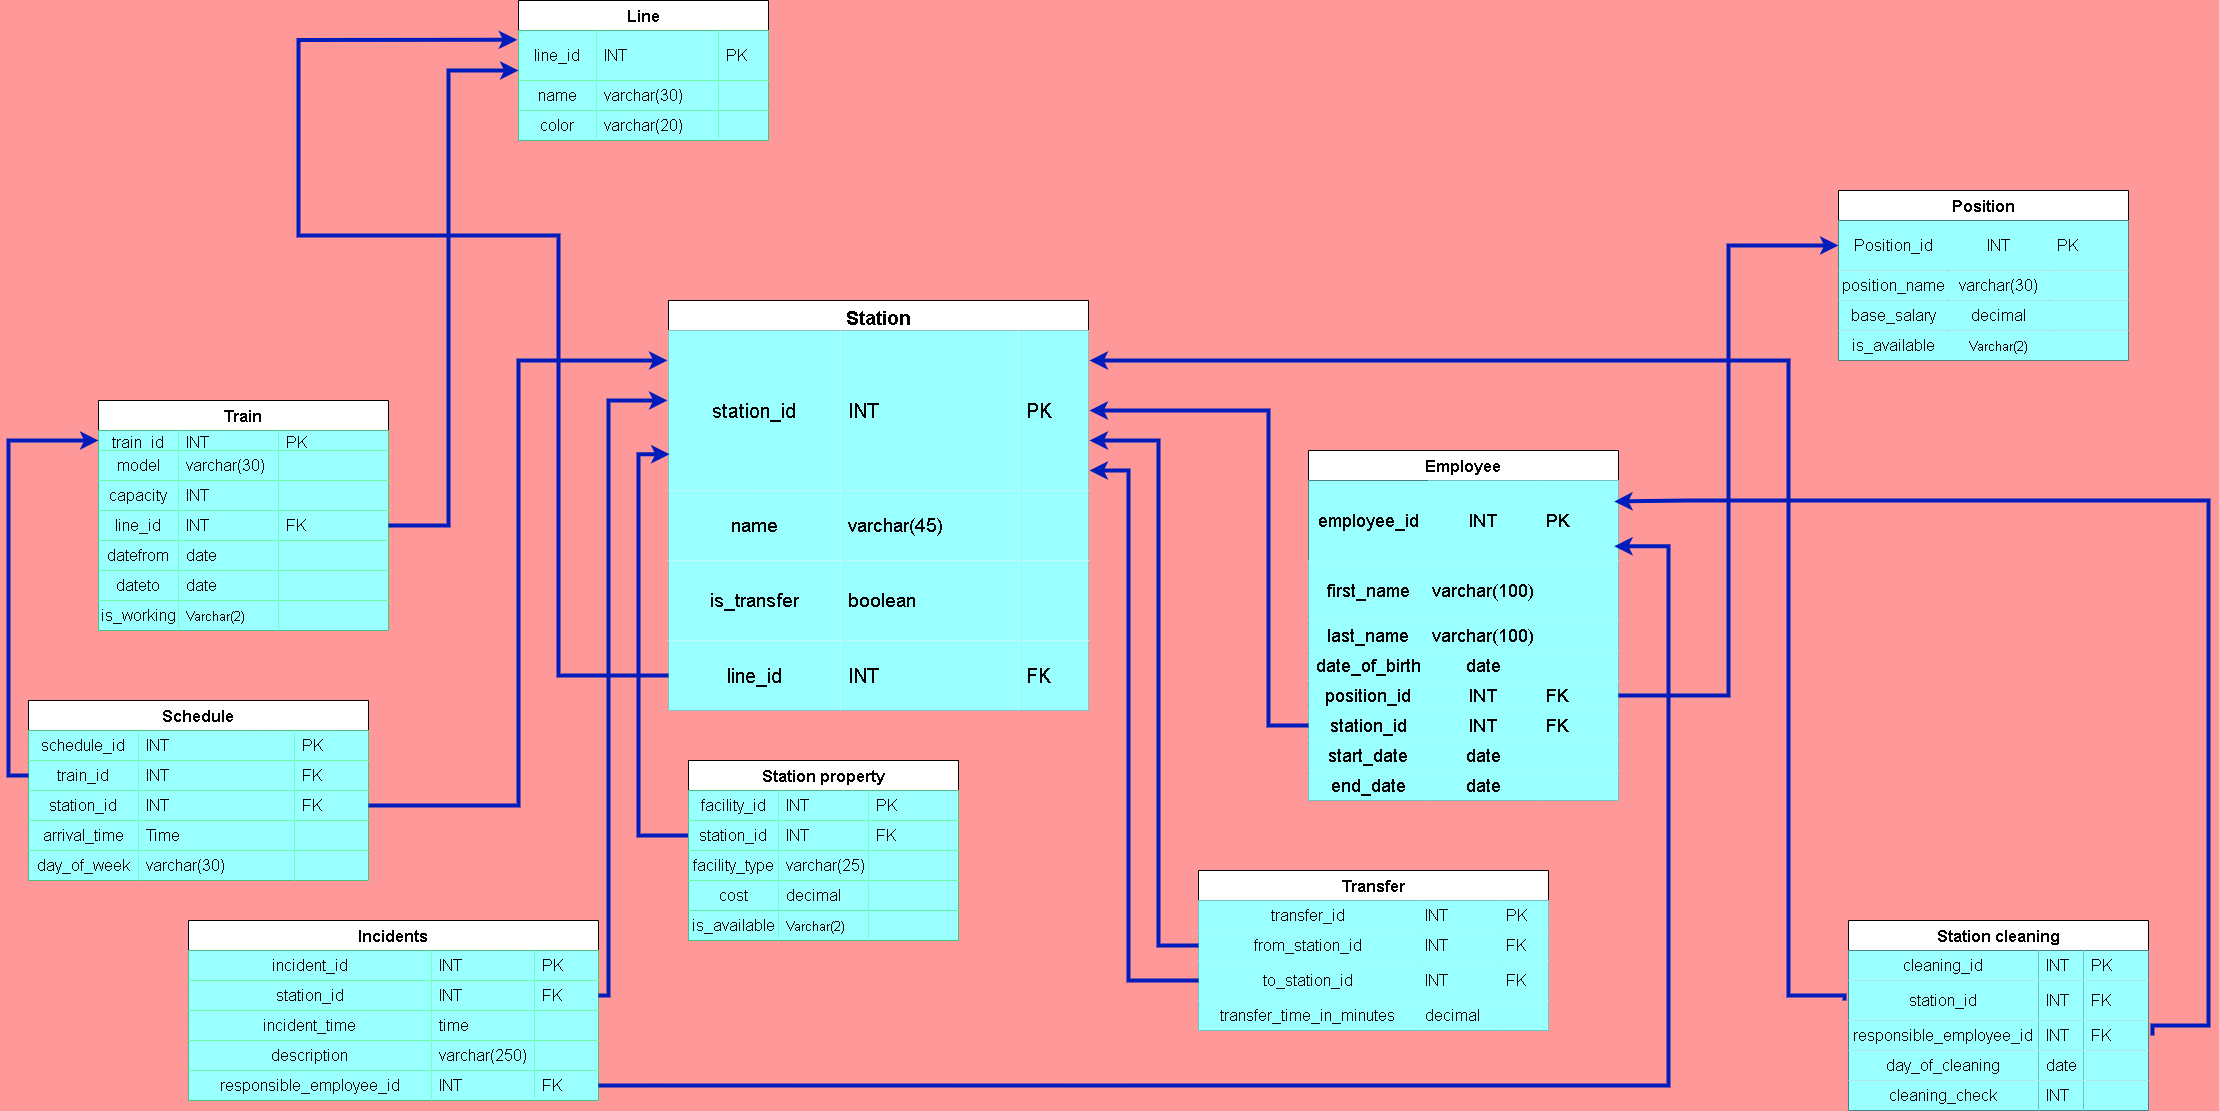 Line
line_id INT PK
name varchar(30)
color varchar(20)
Position
Position_id INT PK
position_name varchar(30)
base_salary decimal
is_available Varchar(2)
Station
station_id INT PK
name varchar(45)
is_transfer boolean
line_id INT FK
Train
train_id INT PK
model varchar(30)
capacity INT
line_id INT FK
datefrom date
dateto date
is_working Varchar(2)
Employee
employee_id INT PK
first_name varchar(100)
last_name varchar(100)
date_of_birth date
position_id INT FK
station_id INT FK
start_date date
end_date date
Schedule
schedule_id INT PK
train_id INT FK
station_id INT FK
arrival_time Time
day_of_week varchar(30)
Station property
facility_id INT PK
station_id INT FK
facility_type varchar(25)
cost decimal
is_available Varchar(2)
Transfer
transfer_id INT PK
from_station_id INT FK
to_station_id INT FK
transfer_time_in_minutes decimal
Incidents
incident_id INT PK
station_id INT FK
incident_time time
description varchar(250)
responsible_employee_id INT FK
Station cleaning
cleaning_id INT PK
station_id INT FK
responsible_employee_id INT FK
day_of_cleaning date
cleaning_check INT